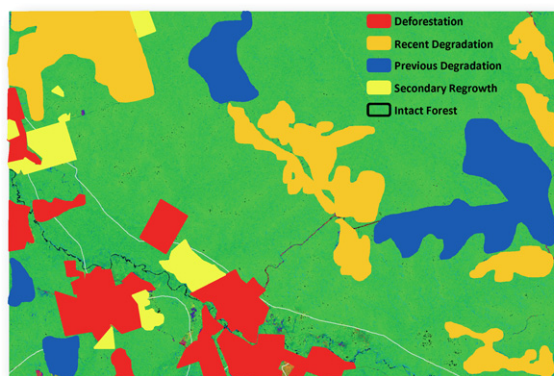 Deforestation
Recent Degradation
Previous Degradation
Secondary Regrowth
Intact Forest